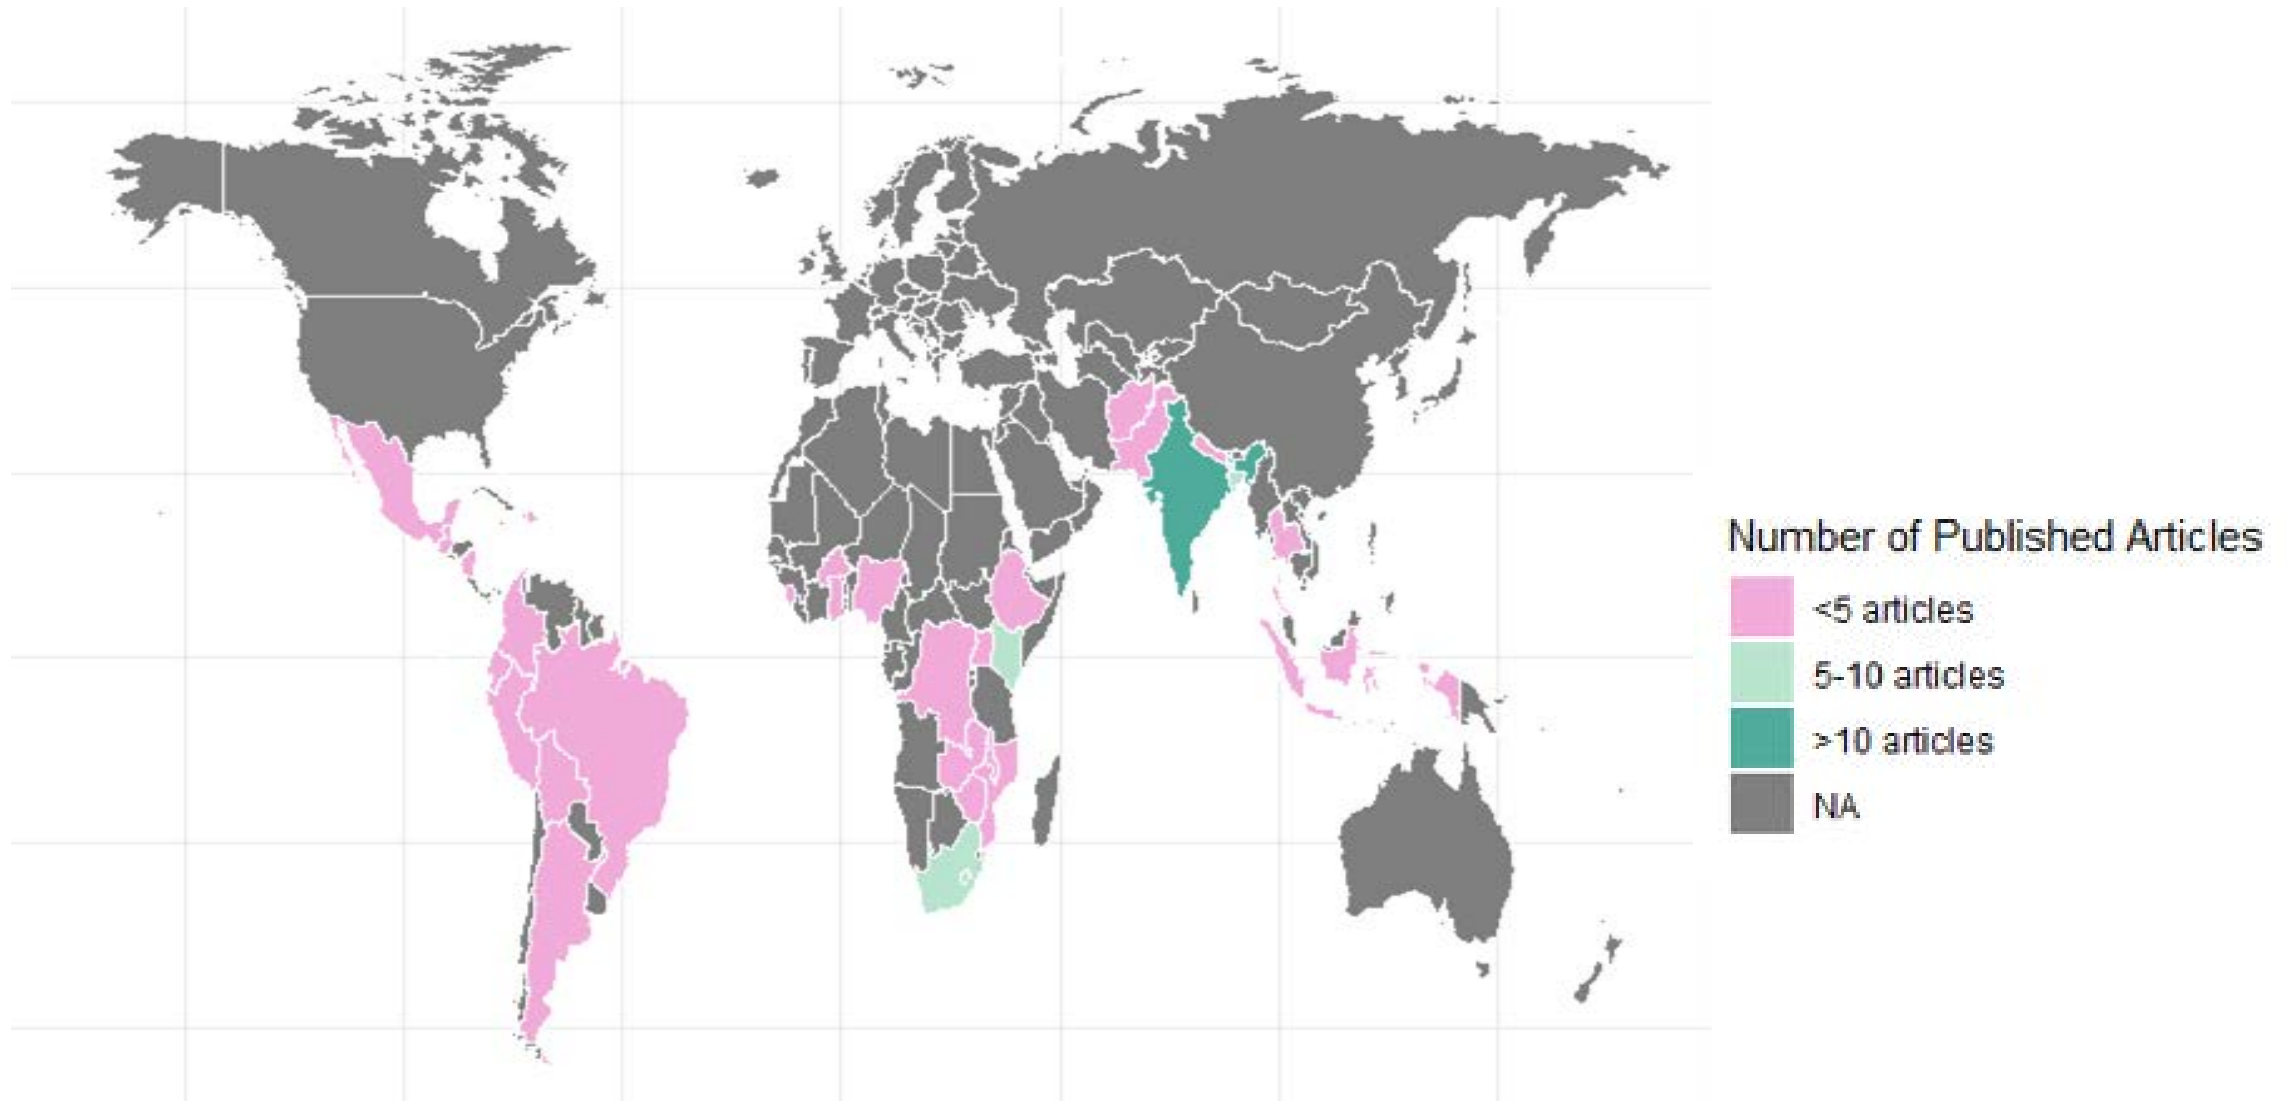 Number of Published Articles
<5 articles
5-10 articles
>10 articles
NA